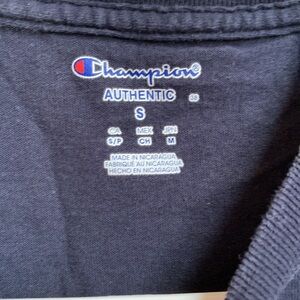 Champion
AUTHENTIC
S
CA MEX JPN
S/P CH M
MADE IN NICARAGUA
FABRIQUÉ AU NICARAGUA
HECHO EN NICARAGUA